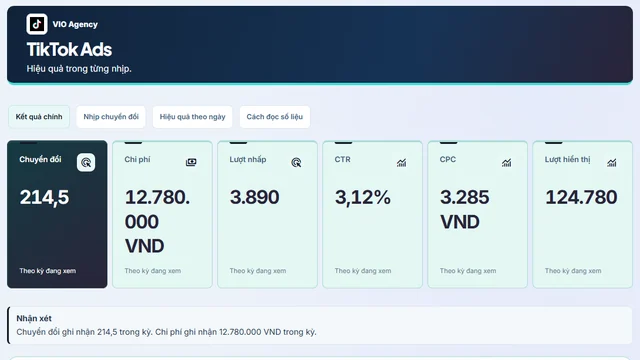 VIO Agency
TikTok Ads
Hiệu quả trong từng nhịp.
Kết quả chính
Nhịp chuyển đổi
Hiệu quả theo ngày
Cách đọc số liệu
Chuyển đổi
214,5
Theo kỳ đang xem
Chi phí
12.780.
000
VND
Theo kỳ đang xem
Lượt nhấp
3.890
Theo kỳ đang xem
CTR
3,12%
Theo kỳ đang xem
CPC
3.285
VND
Theo kỳ đang xem
Lượt hiển thị
124.780
Theo kỳ đang xem
Nhận xét
Chuyển đổi ghi nhận 214,5 trong kỳ. Chi phí ghi nhận 12.780.000 VND trong kỳ.